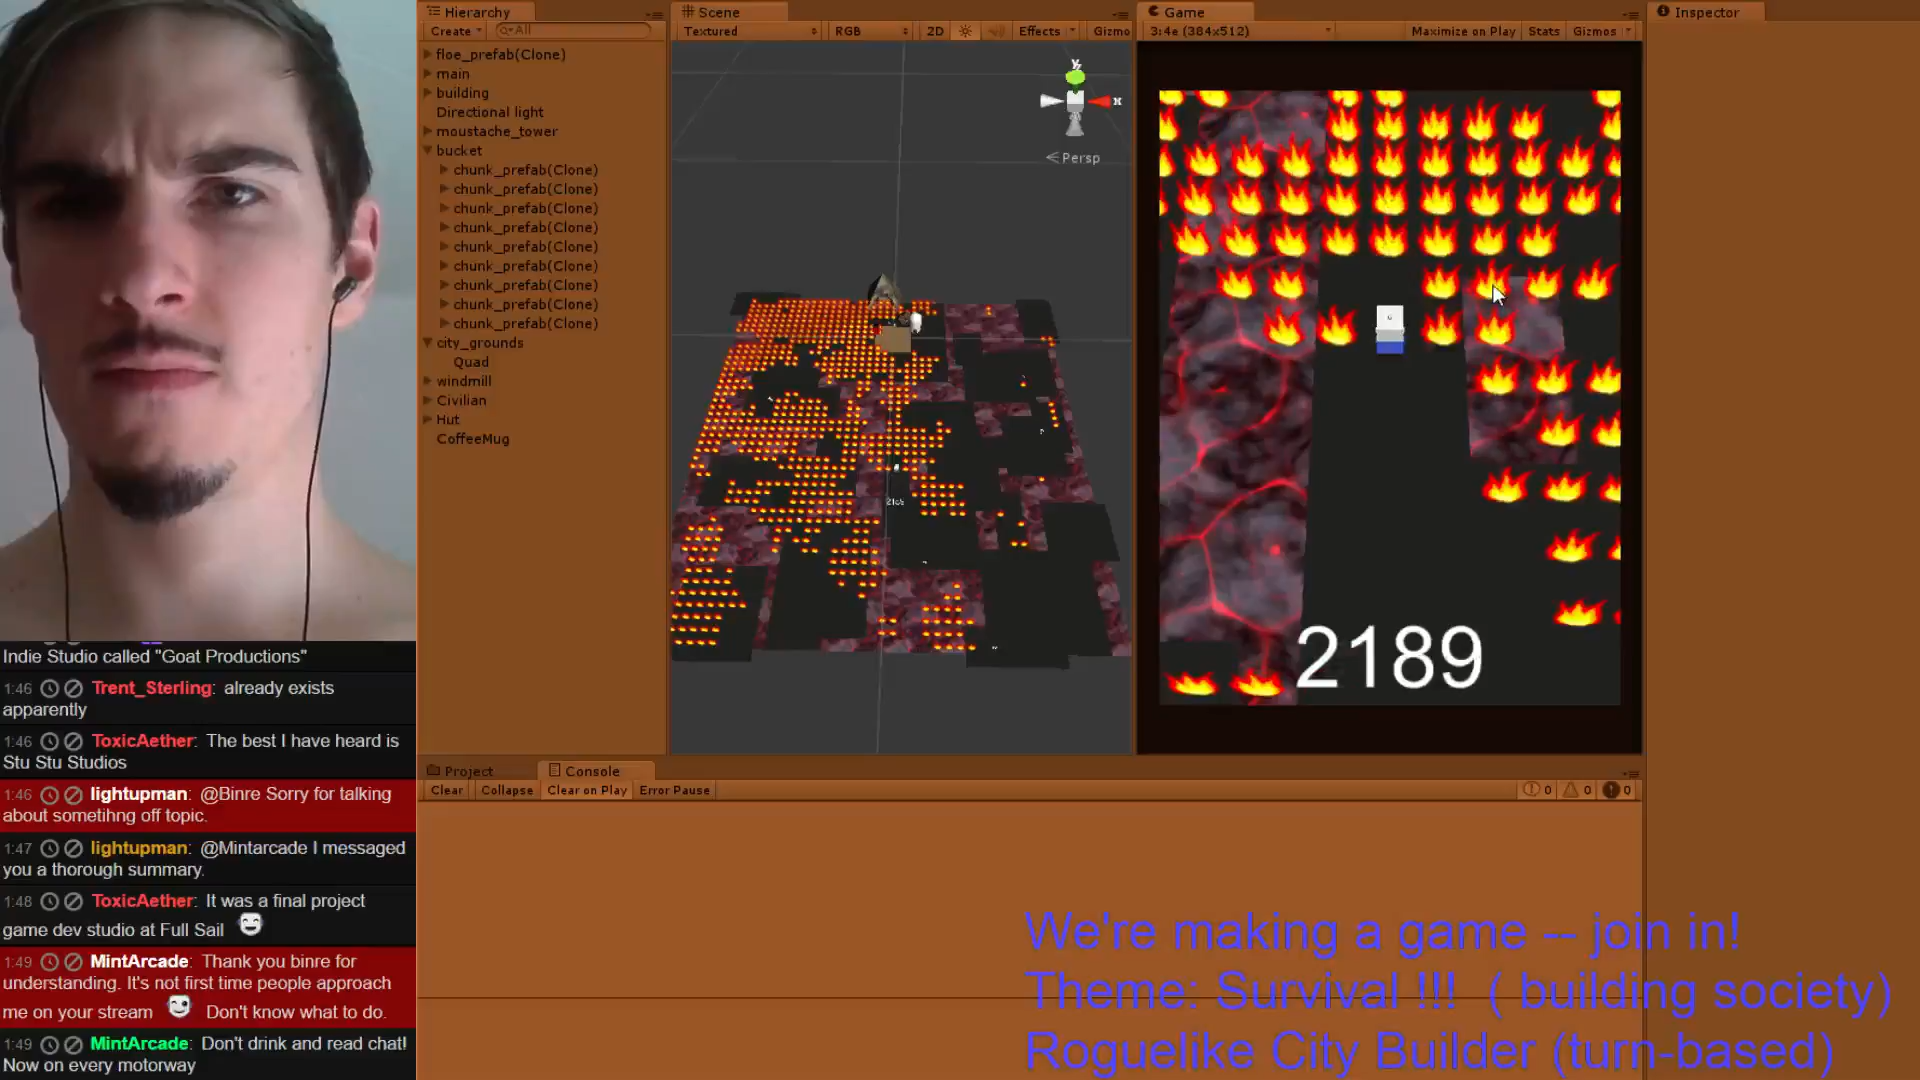 Hierarchy
Create
All
floe_prefab(Clone)
main
building
Directional light
moustache_tower
bucket
chunk_prefab(Clone)
chunk_prefab(Clone)
chunk_prefab(Clone)
chunk_prefab(Clone)
chunk_prefab(Clone)
chunk_prefab(Clone)
chunk_prefab(Clone)
chunk_prefab(Clone)
chunk_prefab(Clone)
city_grounds
Quad
windmill
Civilian
Hut
CoffeeMug
Scene
Textured RGB 2D Effects Gizmo
y
x
Persp
Game
3:4e (384x512) Maximize on Play Stats Gizmos
2189
Inspector
Project Console
Clear Collapse Clear on Play Error Pause 0 0 0
Indie Studio called "Goat Productions"
1:46 Trent_Sterling: already exists
apparently
1:46 ToxicAether: The best I have heard is
Stu Stu Studios
1:46 lightupman: @Binre Sorry for talking
about sometihng off topic.
1:47 lightupman: @Mintarcade I messaged
you a thorough summary.
1:48 ToxicAether: It was a final project
game dev studio at Full Sail
1:49 MintArcade: Thank you binre for
understanding. It's not first time people approach
me on your stream Don't know what to do.
1:49 MintArcade: Don't drink and read chat!
Now on every motorway
We're making a game -- join in!
Theme: Survival !!! ( building society)
Roguelike City Builder (turn-based)